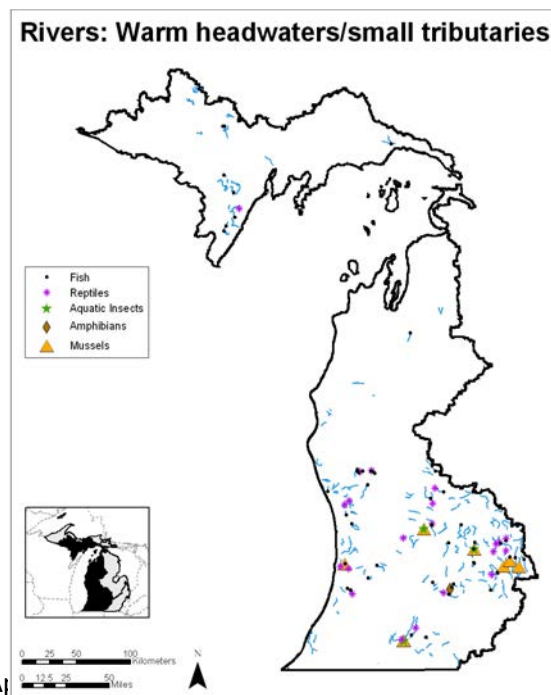 Rivers: Warm headwaters/small tributaries
Fish
Reptiles
Aquatic Insects
Amphibians
Mussels
0 25 50 100
Kilometers
0 12.5 25 50
Miles
N